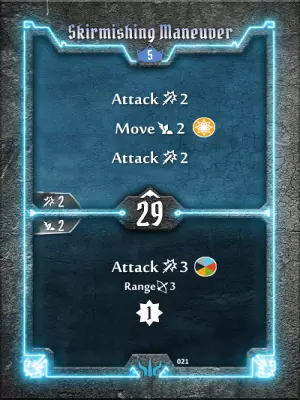 Skirmishing Maneuver
5
Attack 2
Move 2
Attack 2
2
29
2
Attack 3
Range 3
1
021